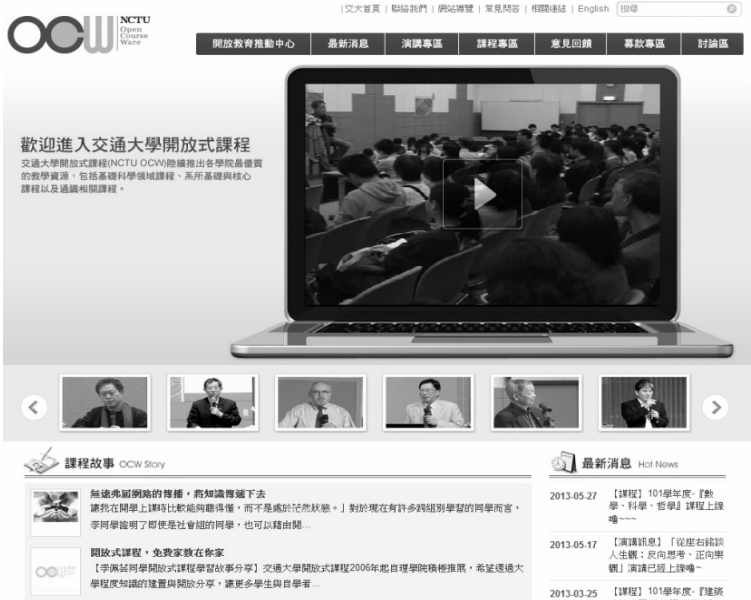 |交大首頁 | 聯絡我們 | 網站導覽 | 常見問答 | 相關連結 | English
搜尋
OCW NCTU
Open
Course
Ware
開放教育推動中心 最新消息 演講專區 課程專區 意見回饋 募款專區 討論區
歡迎進入交通大學開放式課程
交通大學開放式課程(NCTU OCW)陸續推出各學院最優質
的教學資源，包括基礎科學領域課程、系所基礎與核心
課程以及通識相關課程。
課程故事 OCW Story
無遠弗屆網路的傳播，將知識傳遞下去
讓我在開學上課時比較能夠聽得懂，而不是處於茫然狀態。」對於現在有許多跨組別學習的同學而言，
李同學證明了即使是社會組的同學，也可以藉由開...
開放式課程，免費家教在你家
【李佩芸同學開放式課程學習故事分享】交通大學開放式課程2006年起自理學院積極推展，希望透過大
學程度知識的建置與開放分享，讓更多學生與自學者...
最新消息 Hot News
2013-05-27 【課程】101學年度-『數
學、科學、哲學』課程上線
嚕~~~
2013-05-17 【演講訊息】「從座右銘談
人生觀：反向思考、正向樂
觀」演講已經上線嚕~
2013-03-25 【課程】101學年度-『建築